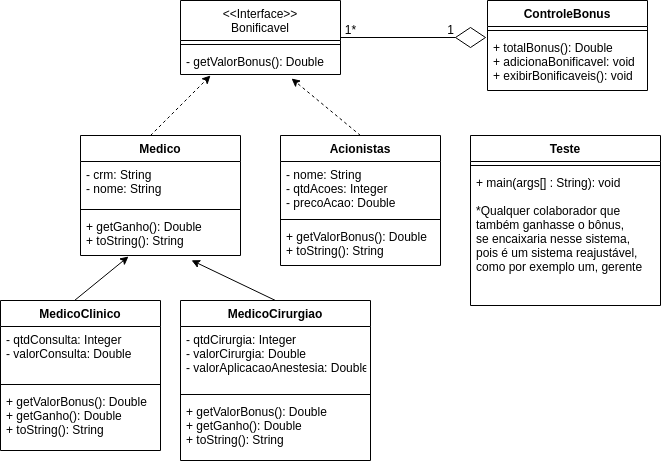 <<Interface>>
Bonificavel
- getValorBonus(): Double
1*
1
ControleBonus
+ totalBonus(): Double
+ adicionaBonificavel: void
+ exibirBonificaveis(): void
Medico
- crm: String
- nome: String
+ getGanho(): Double
+ toString(): String
Acionistas
- nome: String
- qtdAcoes: Integer
- precoAcao: Double
+ getValorBonus(): Double
+ toString(): String
Teste
+ main(args[] : String): void
*Qualquer colaborador que
também ganhasse o bônus,
se encaixaria nesse sistema,
pois é um sistema reajustável,
como por exemplo um, gerente
MedicoClinico
- qtdConsulta: Integer
- valorConsulta: Double
+ getValorBonus(): Double
+ getGanho(): Double
+ toString(): String
MedicoCirurgiao
- qtdCirurgia: Integer
- valorCirurgia: Double
- valorAplicacaoAnestesia: Double
+ getValorBonus(): Double
+ getGanho(): Double
+ toString(): String